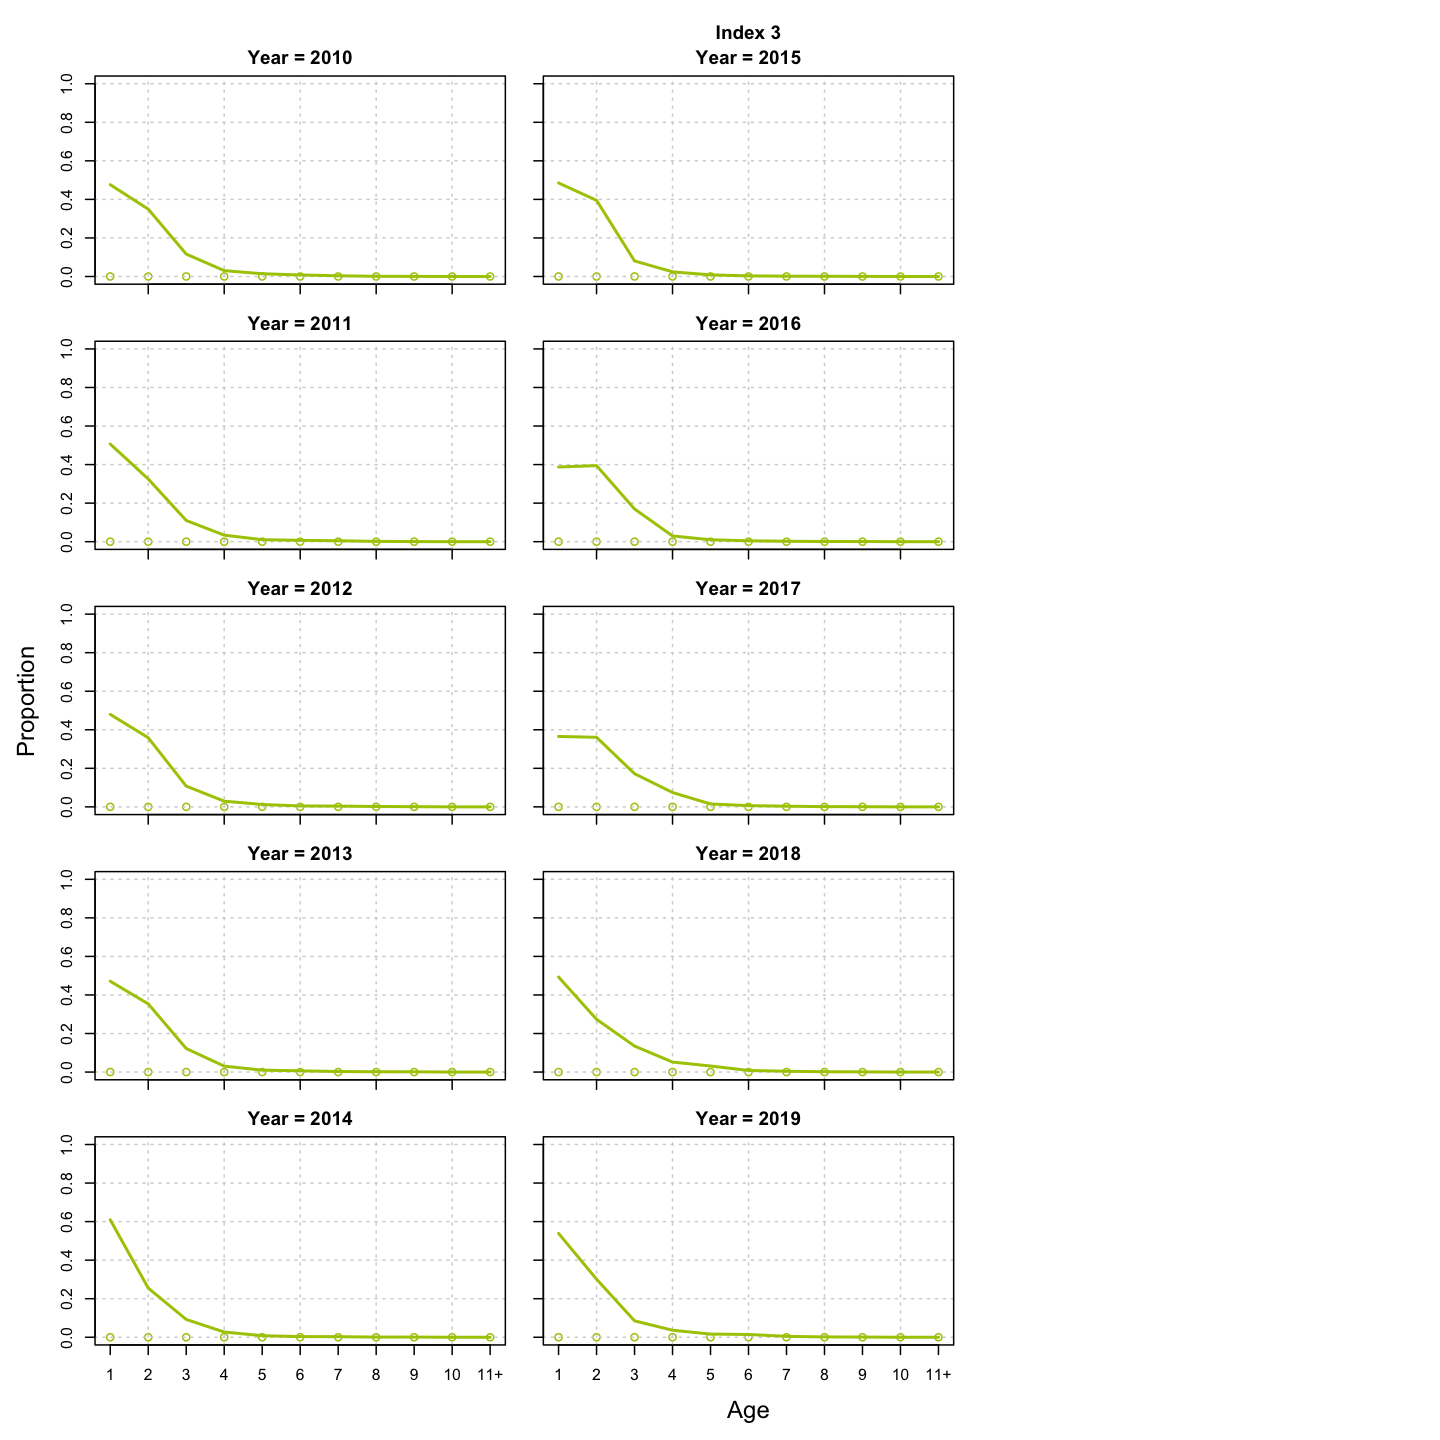 Index 3
Year = 2010
Year = 2015
1.0
0.8
0.6
0.4
0.2
0.0
Year = 2011
Year = 2016
1.0
0.8
0.6
0.4
0.2
0.0
Year = 2012
Year = 2017
1.0
0.8
0.6
0.4
0.2
0.0
Proportion
Year = 2013
Year = 2018
1.0
0.8
0.6
0.4
0.2
0.0
Year = 2014
Year = 2019
1.0
0.8
0.6
0.4
0.2
0.0
1 2 3 4 5 6 7 8 9 10 11+
1 2 3 4 5 6 7 8 9 10 11+
Age